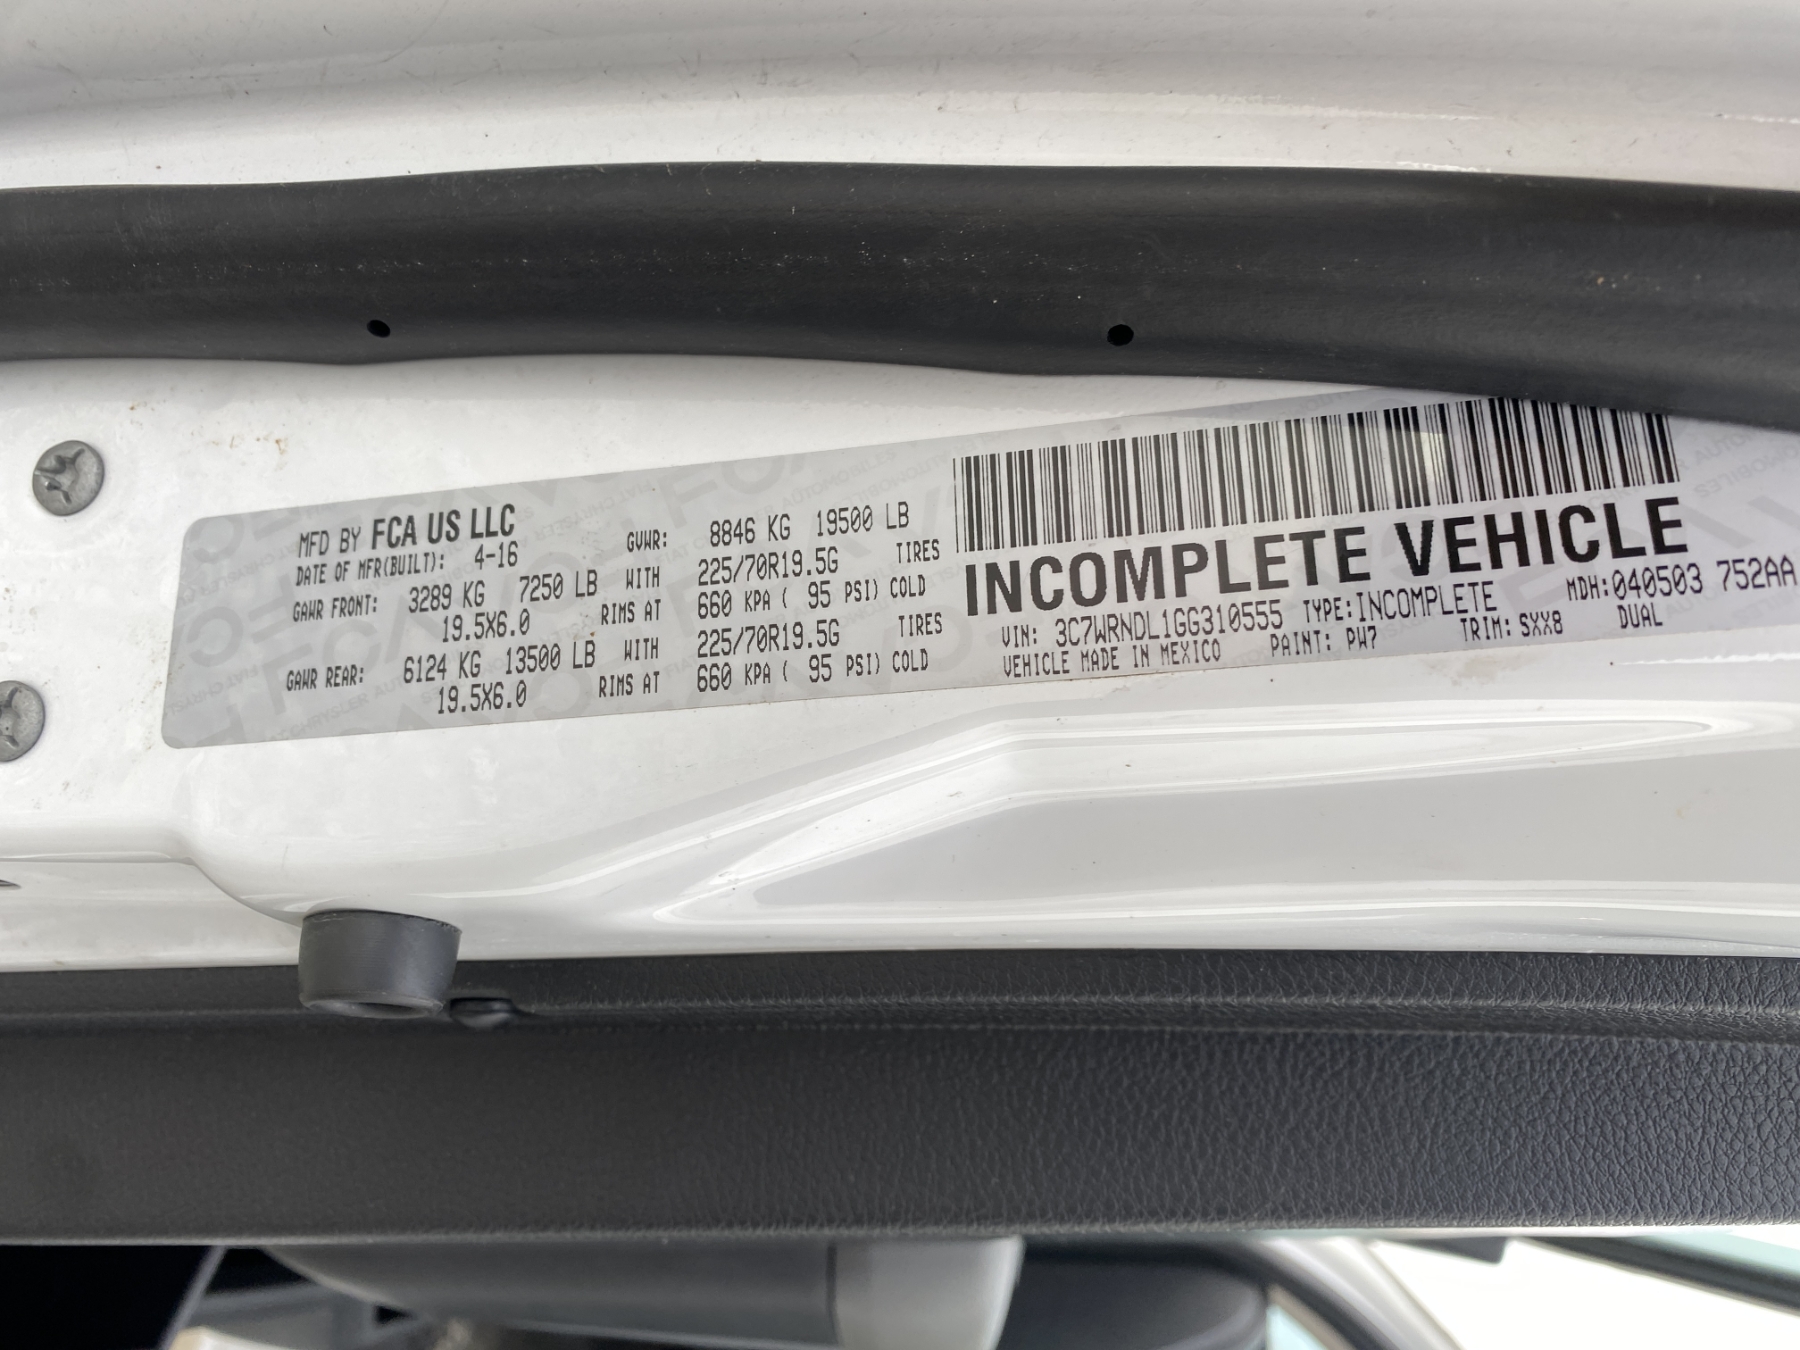 MFD BY FCA US LLC
DATE OF MFR(BUILT): 4-16 GVWR: 8846 KG 19500 LB
GAWR FRONT: 3289 KG 7250 LB WITH 225/70R19.5G TIRES
19.5X6.0 RIMS AT 660 KPA ( 95 PSI) COLD
GAWR REAR: 6124 KG 13500 LB WITH 225/70R19.5G TIRES
19.5X6.0 RIMS AT 660 KPA ( 95 PSI) COLD
INCOMPLETE VEHICLE
VIN: 3C7WRNDL1GG310555 TYPE: INCOMPLETE MDH: 040503 752AA
VEHICLE MADE IN MEXICO PAINT: PW7 TRIM: SXX8 DUAL